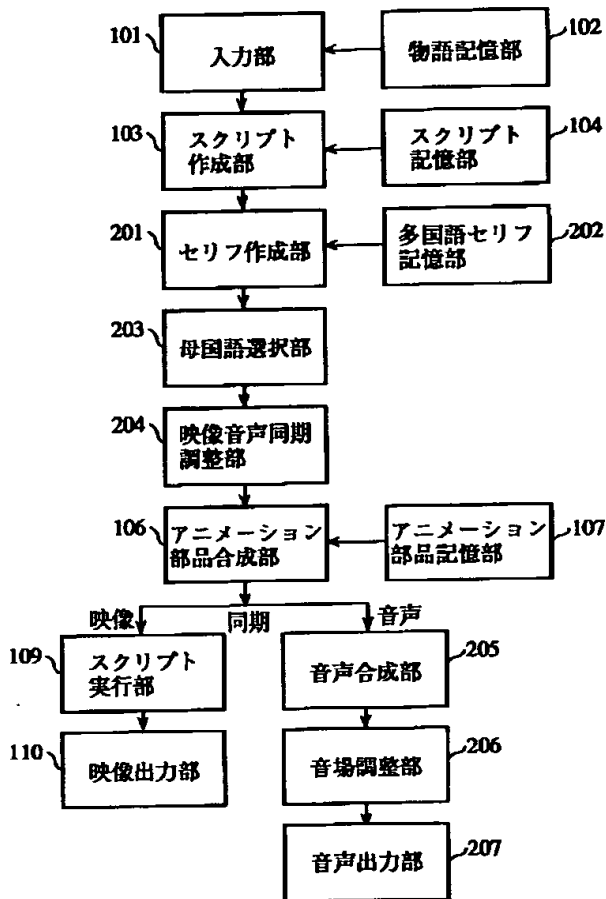 101
入力部
物語記憶部
102
103
スクリプト
作成部
スクリプト
記憶部
104
201
セリフ作成部
多国語セリフ
記憶部
202
203
母国語選択部
204
映像音声同期
調整部
106
アニメーション
部品合成部
アニメーション
部品記憶部
107
映像
同期
音声
109
スクリプト
実行部
音声合成部
205
110
映像出力部
音場調整部
206
音声出力部
207